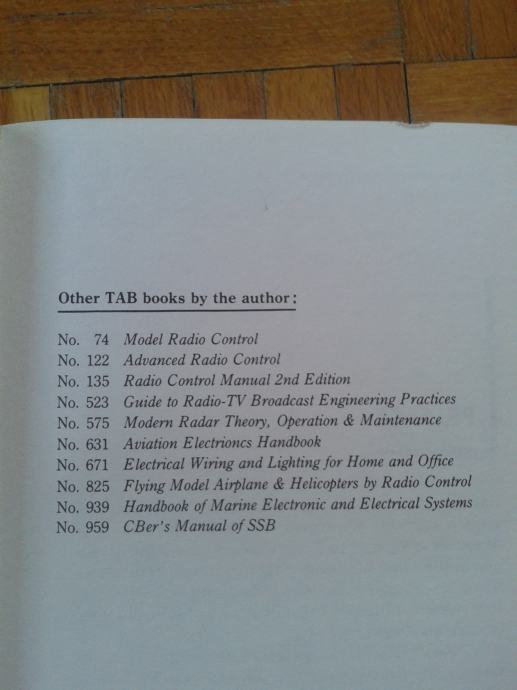 Other TAB books by the author:
No. 74 Model Radio Control
No. 122 Advanced Radio Control
No. 135 Radio Control Manual 2nd Edition
No. 523 Guide to Radio-TV Broadcast Engineering Practices
No. 575 Modern Radar Theory, Operation & Maintenance
No. 631 Aviation Electrioncs Handbook
No. 671 Electrical Wiring and Lighting for Home and Office
No. 825 Flying Model Airplane & Helicopters by Radio Control
No. 939 Handbook of Marine Electronic and Electrical Systems
No. 959 CBer's Manual of SSB